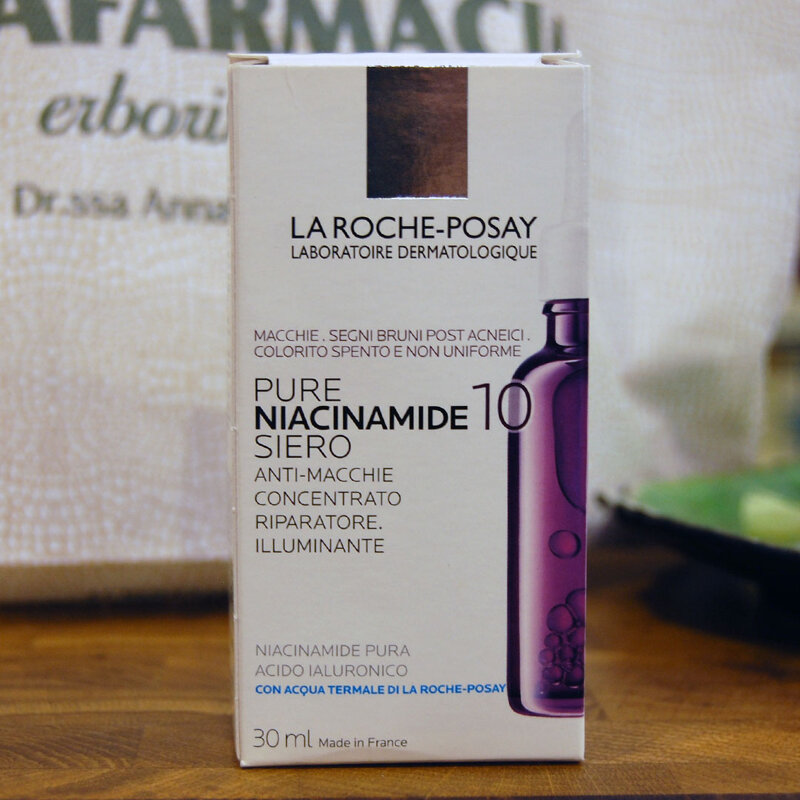 AFARMACI
erbori
Dr.ssa Anna
LA ROCHE-POSAY
LABORATOIRE DERMATOLOGIQUE
MACCHIE . SEGNI BRUNI POST ACNEICI .
COLORITO SPENTO E NON UNIFORME
PURE
NIACINAMIDE 10
SIERO
ANTI-MACCHIE
CONCENTRATO
RIPARATORE.
ILLUMINANTE
NIACINAMIDE PURA
ACIDO IALURONICO
CON ACQUA TERMALE DI LA ROCHE-POSAY
30 ml Made in France